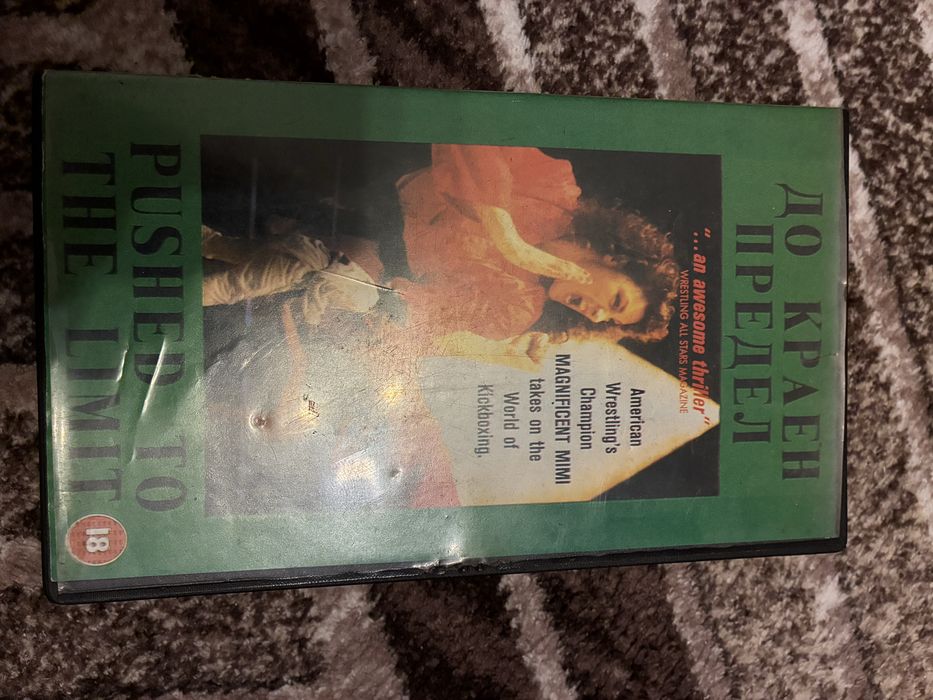 ДО КРАЕН
ПРЕДЕЛ
"...an awesome thriller"
WRESTLING ALL STARS MAGAZINE
American
Wrestling's
Champion
MAGNIFICENT MIMI
takes on the
World of
Kickboxing.
PUSHED TO
THE LIMIT
18